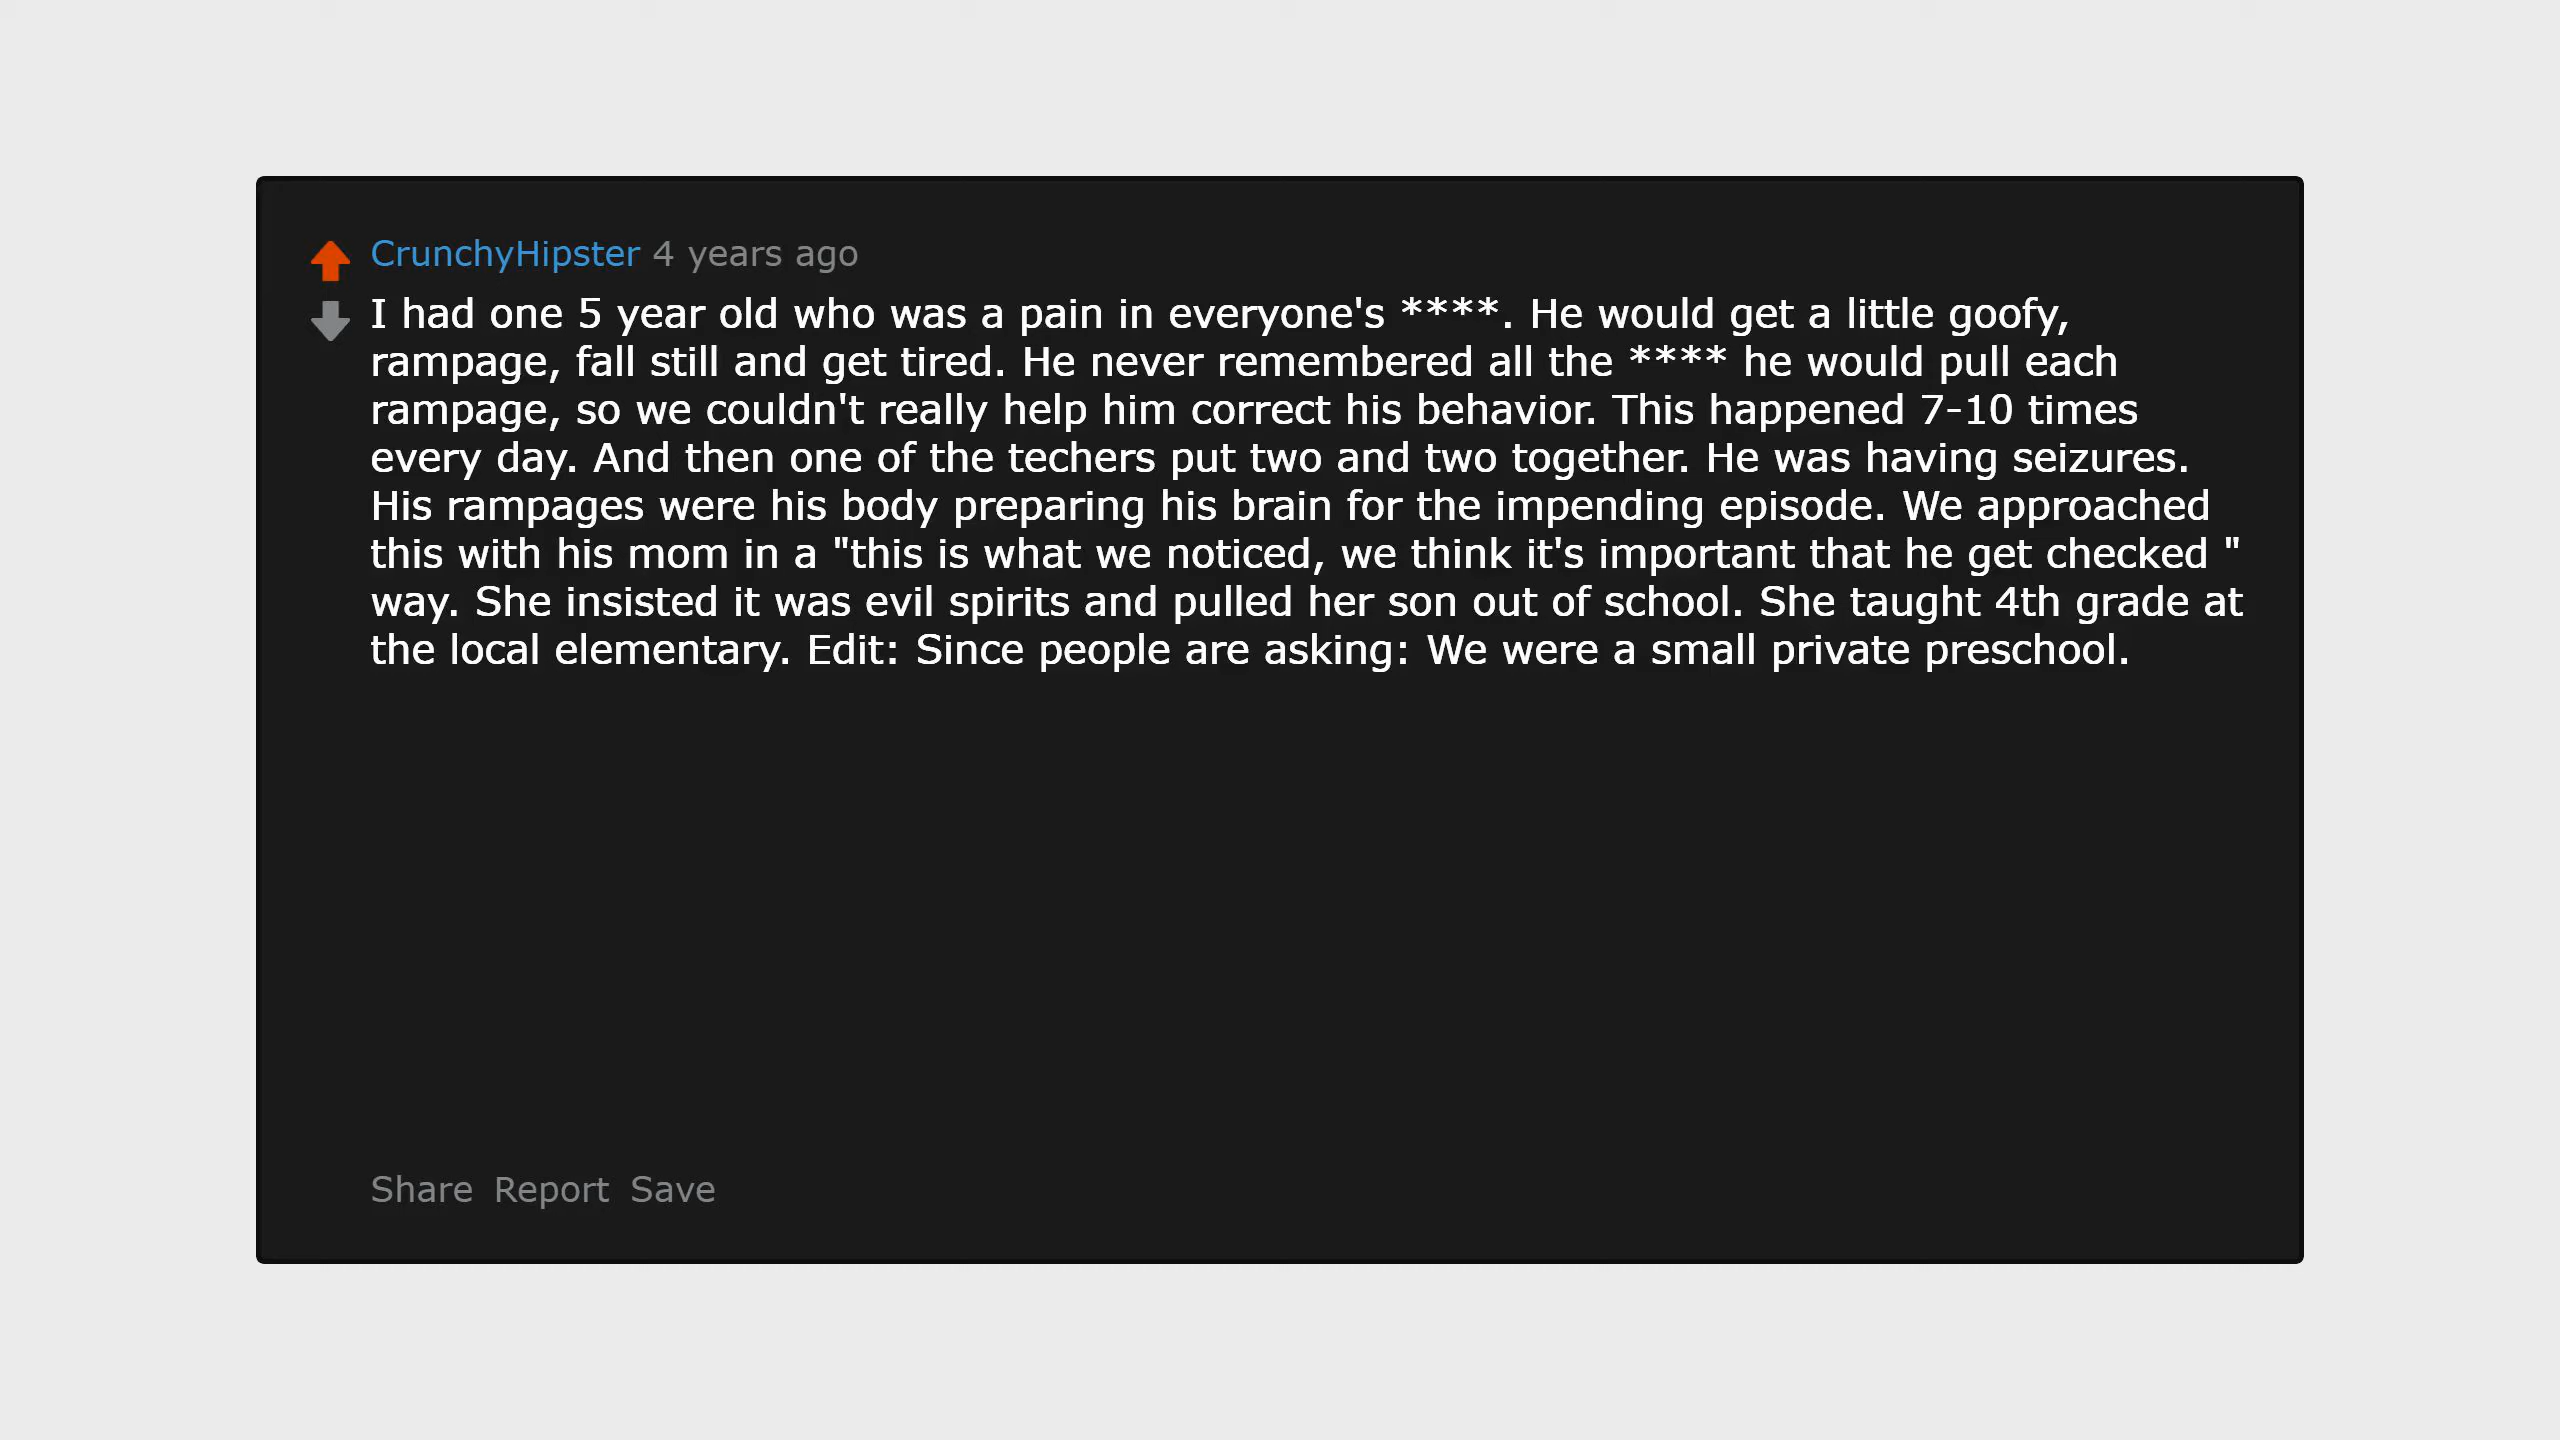 CrunchyHipster 4 years ago
I had one 5 year old who was a pain in everyone's ****. He would get a little goofy,
rampage, fall still and get tired. He never remembered all the **** he would pull each
rampage, so we couldn't really help him correct his behavior. This happened 7-10 times
every day. And then one of the techers put two and two together. He was having seizures.
His rampages were his body preparing his brain for the impending episode. We approached
this with his mom in a "this is what we noticed, we think it's important that he get checked "
way. She insisted it was evil spirits and pulled her son out of school. She taught 4th grade at
the local elementary. Edit: Since people are asking: We were a small private preschool.
Share Report Save